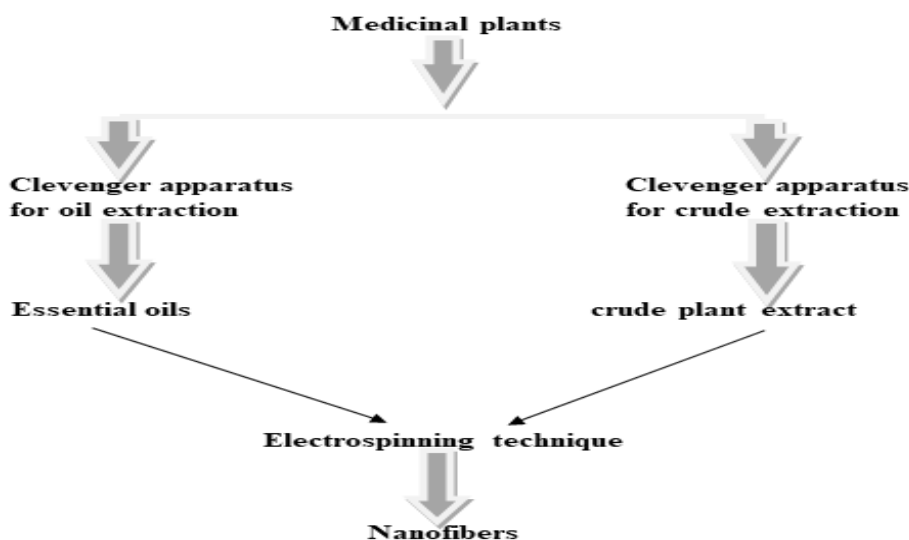 Medicinal plants
Clevenger apparatus
for oil extraction
Clevenger apparatus
for crude extraction
Essential oils
crude plant extract
Electrospinning technique
Nanofibers